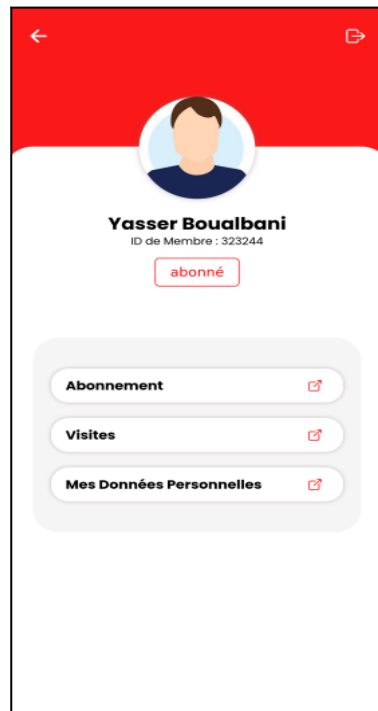 Yasser Boualbani
ID de Membre : 323244
abonné
Abonnement
Visites
Mes Données Personnelles